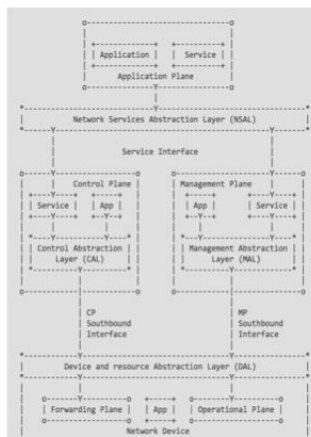 Application Service
Application Plane
Network Services Abstraction Layer (NSAL)
Service Interface
Control Plane Management Plane
Service App App Service
Control Abstraction Management Abstraction
Layer (CAL) Layer (MAL)
CP MP
Southbound Southbound
Interface Interface
Device and resource Abstraction Layer (DAL)
Forwarding Plane App Operational Plane
Network Device